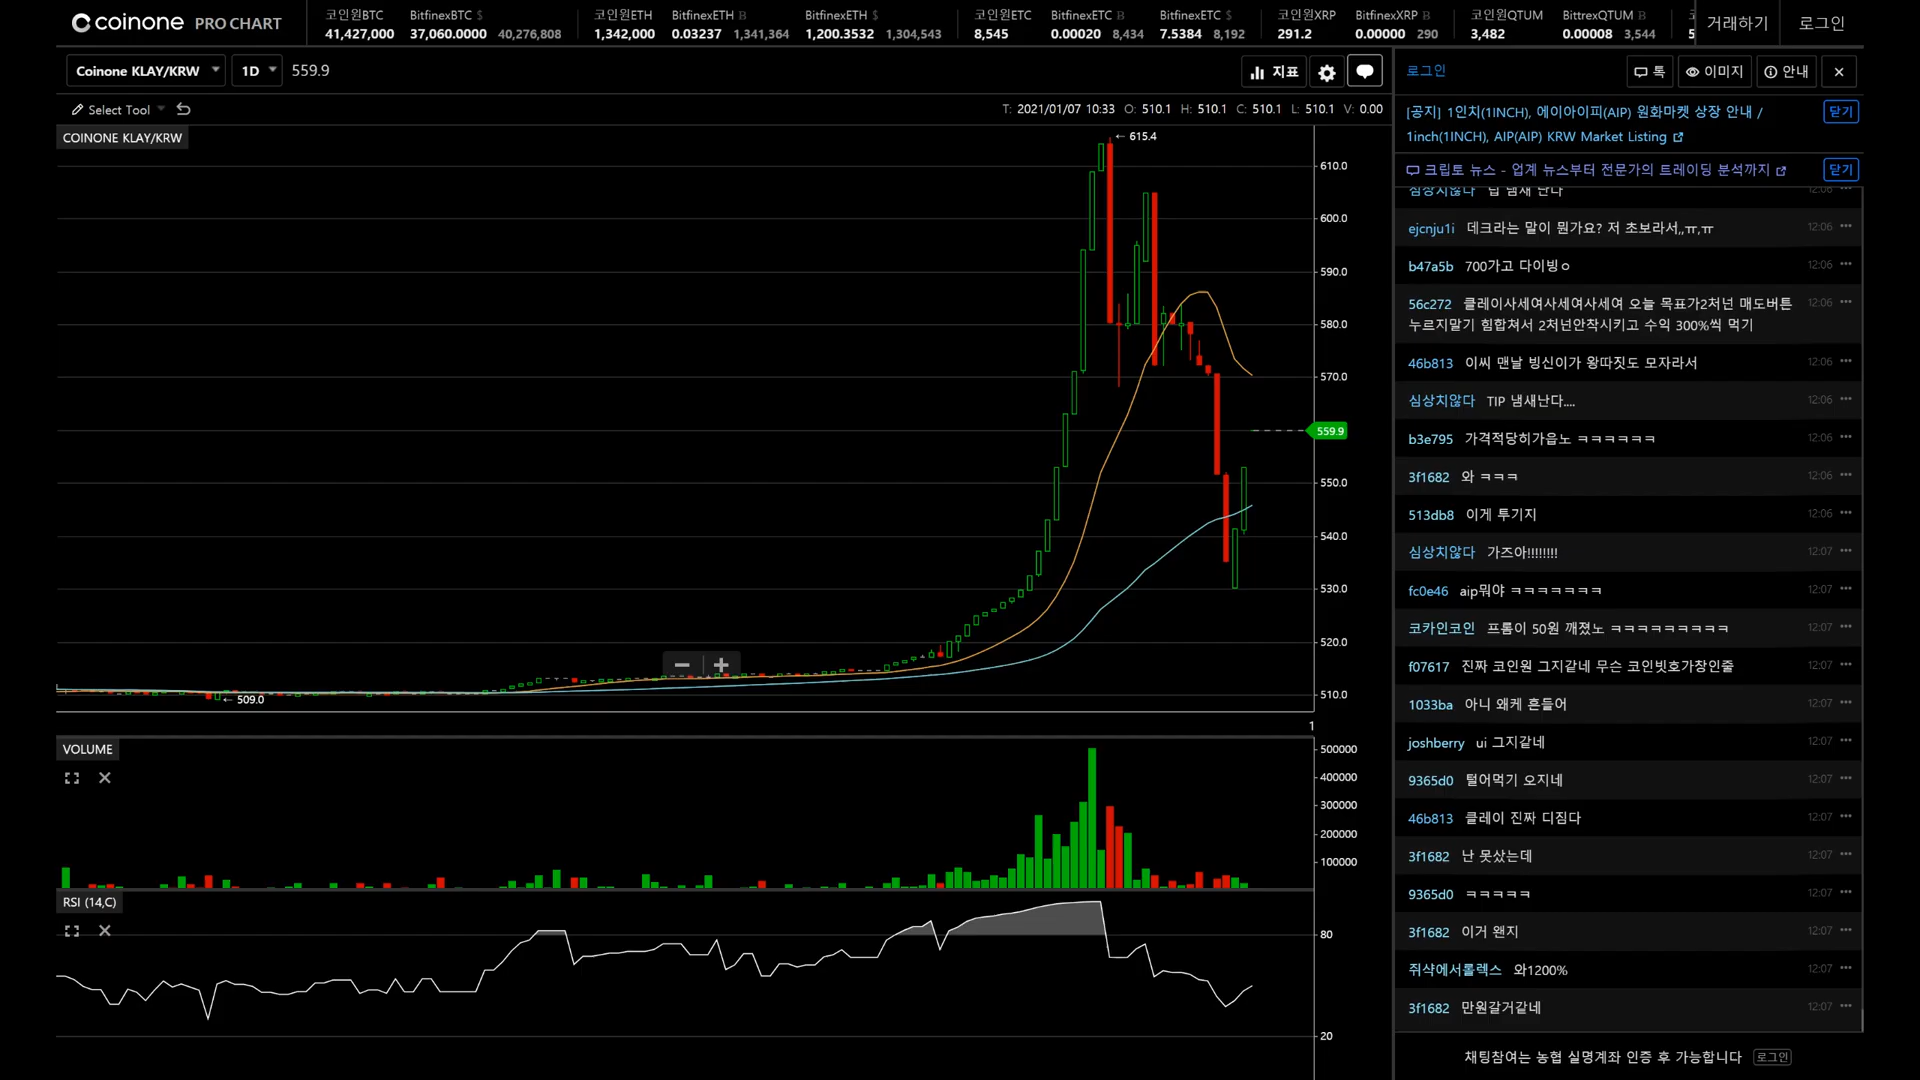 coinone PRO CHART
코인원BTC BitfinexBTC $
41,427,000 37,060.0000 40,276,808
코인원ETH BitfinexETH B BitfinexETH $
1,342,000 0.03237 1,341,364 1,200.3532 1,304,543
코인원ETC BitfinexETC B BitfinexETC $
8,545 0.00020 8,434 7.5384 8,192
코인원XRP BitfinexXRP B
291.2 0.00000 290
코인원QTUM BittrexQTUM B
3,482 0.00008 3,544
거래하기 로그인
Coinone KLAY/KRW 1D 559.9
지표
Select Tool
T: 2021/01/07 10:33 O: 510.1 H: 510.1 C: 510.1 L: 510.1 V: 0.00
COINONE KLAY/KRW
← 615.4
610.0
600.0
590.0
580.0
570.0
559.9
550.0
540.0
530.0
520.0
510.0
← 509.0
1
VOLUME
500000
400000
300000
200000
100000
RSI (14,C)
80
20
로그인 톡 이미지 안내
[공지] 1인치(1INCH), 에이아이피(AIP) 원화마켓 상장 안내 / 닫기
1inch(1INCH), AIP(AIP) KRW Market Listing
크립토 뉴스 - 업계 뉴스부터 전문가의 트레이딩 분석까지 닫기
심상치않다 팁 냄새 난다 12:06
ejcnju1i 데크라는 말이 뭔가요? 저 초보라서,,ㅠ,ㅠ 12:06
b47a5b 700가고 다이빙ㅇ 12:06
56c272 클레이사세여사세여사세여 오늘 목표가2처넌 매도버튼 12:06
누르지말기 힘합쳐서 2처넌안착시키고 수익 300%씩 먹기
46b813 이씨 맨날 빙신이가 왕따짓도 모자라서 12:06
심상치않다 TIP 냄새난다.... 12:06
b3e795 가격적당히가읍노 ㅋㅋㅋㅋㅋㅋ 12:06
3f1682 와 ㅋㅋㅋ 12:06
513db8 이게 투기지 12:06
심상치않다 가즈아!!!!!!!! 12:07
fc0e46 aip뭐야 ㅋㅋㅋㅋㅋㅋㅋ 12:07
코카인코인 프롬이 50원 깨졌노 ㅋㅋㅋㅋㅋㅋㅋㅋㅋ 12:07
f07617 진짜 코인원 그지같네 무슨 코인빗호가창인줄 12:07
1033ba 아니 왜케 흔들어 12:07
joshberry ui 그지같네 12:07
9365d0 털어먹기 오지네 12:07
46b813 클레이 진짜 디짐다 12:07
3f1682 난 못샀는데 12:07
9365d0 ㅋㅋㅋㅋㅋ 12:07
3f1682 이거 왠지 12:07
쥐샥에서롤렉스 와1200% 12:07
3f1682 만원갈거같네 12:07
채팅참여는 농협 실명계좌 인증 후 가능합니다 로그인